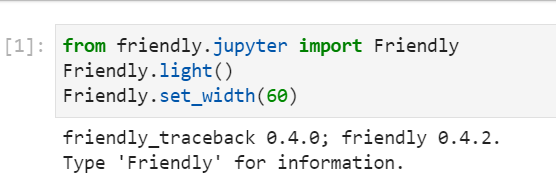 [1]: from friendly.jupyter import Friendly
Friendly.light()
Friendly.set_width(60)
friendly_traceback 0.4.0; friendly 0.4.2.
Type 'Friendly' for information.